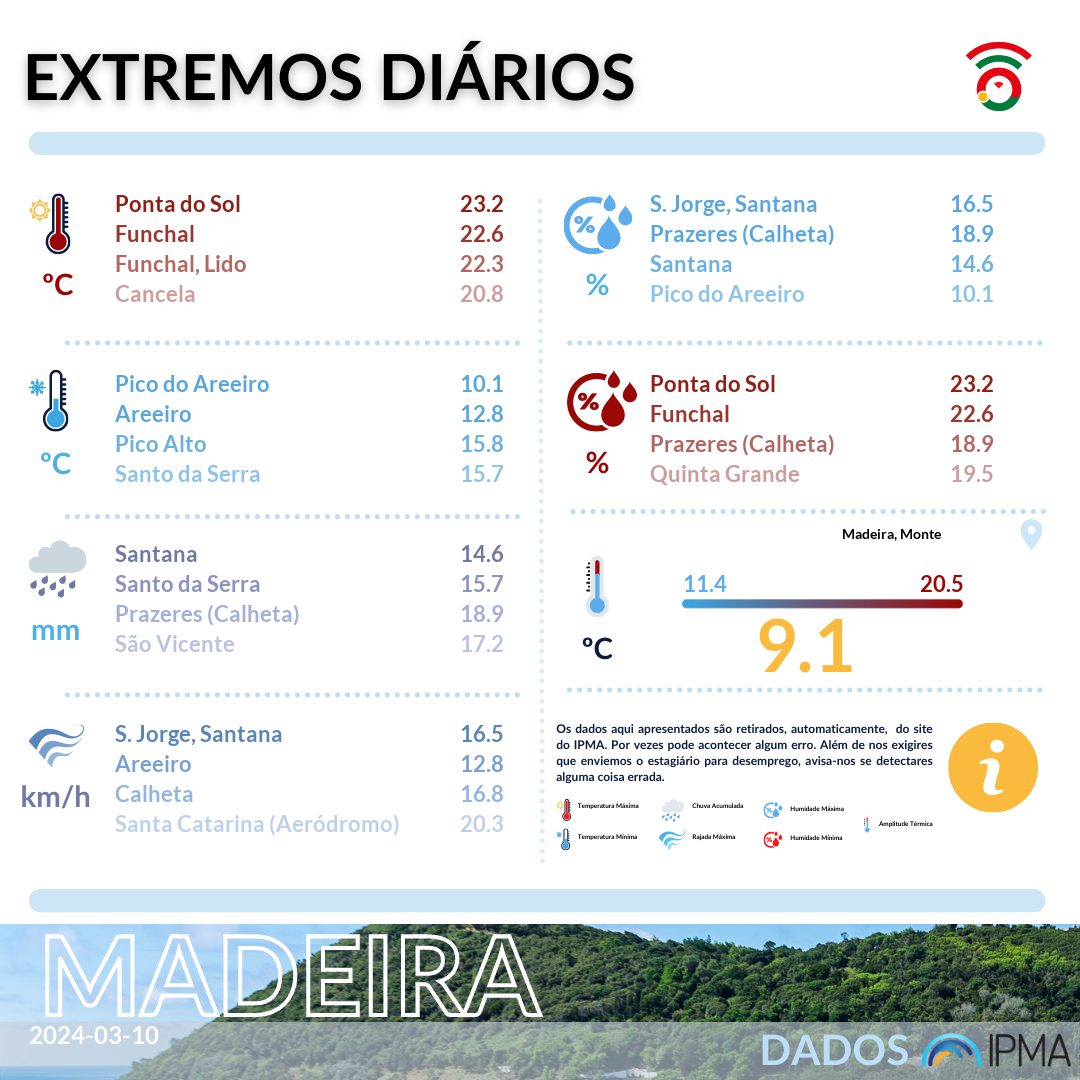 EXTREMOS DIÁRIOS
Ponta do Sol 23.2
Funchal 22.6
Funchal, Lido 22.3
Cancela 20.8
ºC
Pico do Areeiro 10.1
Areeiro 12.8
Pico Alto 15.8
Santo da Serra 15.7
ºC
Santana 14.6
Santo da Serra 15.7
Prazeres (Calheta) 18.9
São Vicente 17.2
mm
S. Jorge, Santana 16.5
Areeiro 12.8
Calheta 16.8
Santa Catarina (Aeródromo) 20.3
km/h
%
S. Jorge, Santana 16.5
Prazeres (Calheta) 18.9
Santana 14.6
Pico do Areeiro 10.1
%
%
Ponta do Sol 23.2
Funchal 22.6
Prazeres (Calheta) 18.9
Quinta Grande 19.5
%
Madeira, Monte
11.4 20.5
9.1
ºC
Os dados aqui apresentados são retirados, automaticamente, do site
do IPMA. Por vezes pode acontecer algum erro. Além de nos exigires
que enviemos o estagiário para desemprego, avisa-nos se detectares
alguma coisa errada.
i
Temperatura Máxima
Chuva Acumulada
Humidade Máxima
Amplitude Térmica
Temperatura Mínima
Rajada Máxima
Humidade Mínima
MADEIRA
2024-03-10
DADOS IPMA